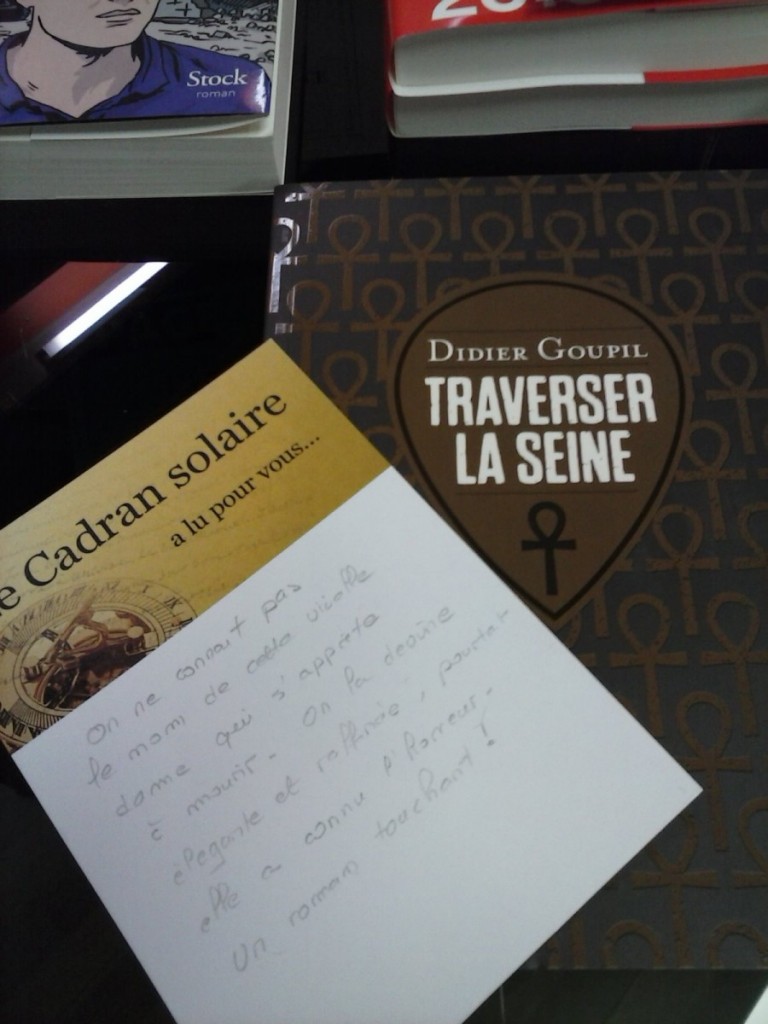 Stock
roman
DIDIER GOUPIL
TRAVERSER
LA SEINE
e Cadran solaire
a lu pour vous...
On ne connait pas
le nom de cette vieille
dame qui s'apprête
à mourir. On la devine
élégante et raffinée, pourtant
elle a connu l'horreur.
Un roman touchant !